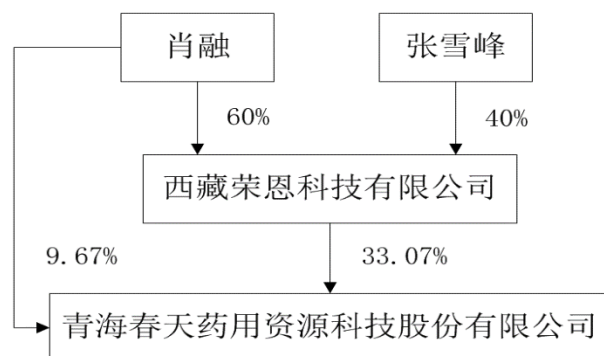 肖融
张雪峰
60%
40%
西藏荣恩科技有限公司
9.67%
33.07%
青海春天药用资源科技股份有限公司